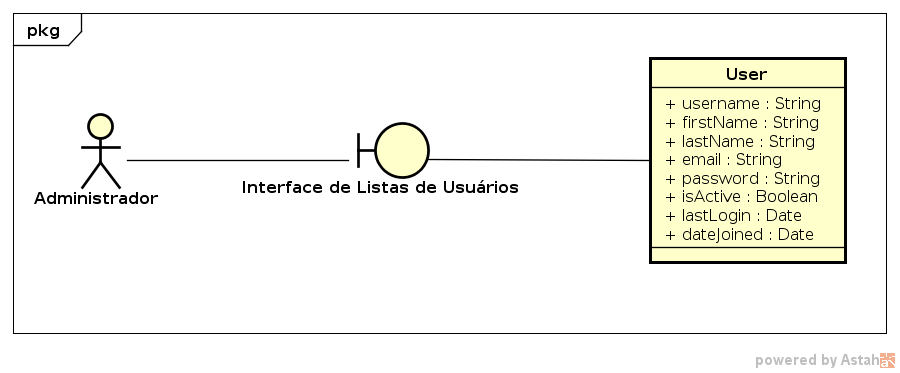 pkg
User
+ username : String
+ firstName : String
+ lastName : String
+ email : String
+ password : String
+ isActive : Boolean
+ lastLogin : Date
+ dateJoined : Date
Administrador
Interface de Listas de Usuários
powered by Astah